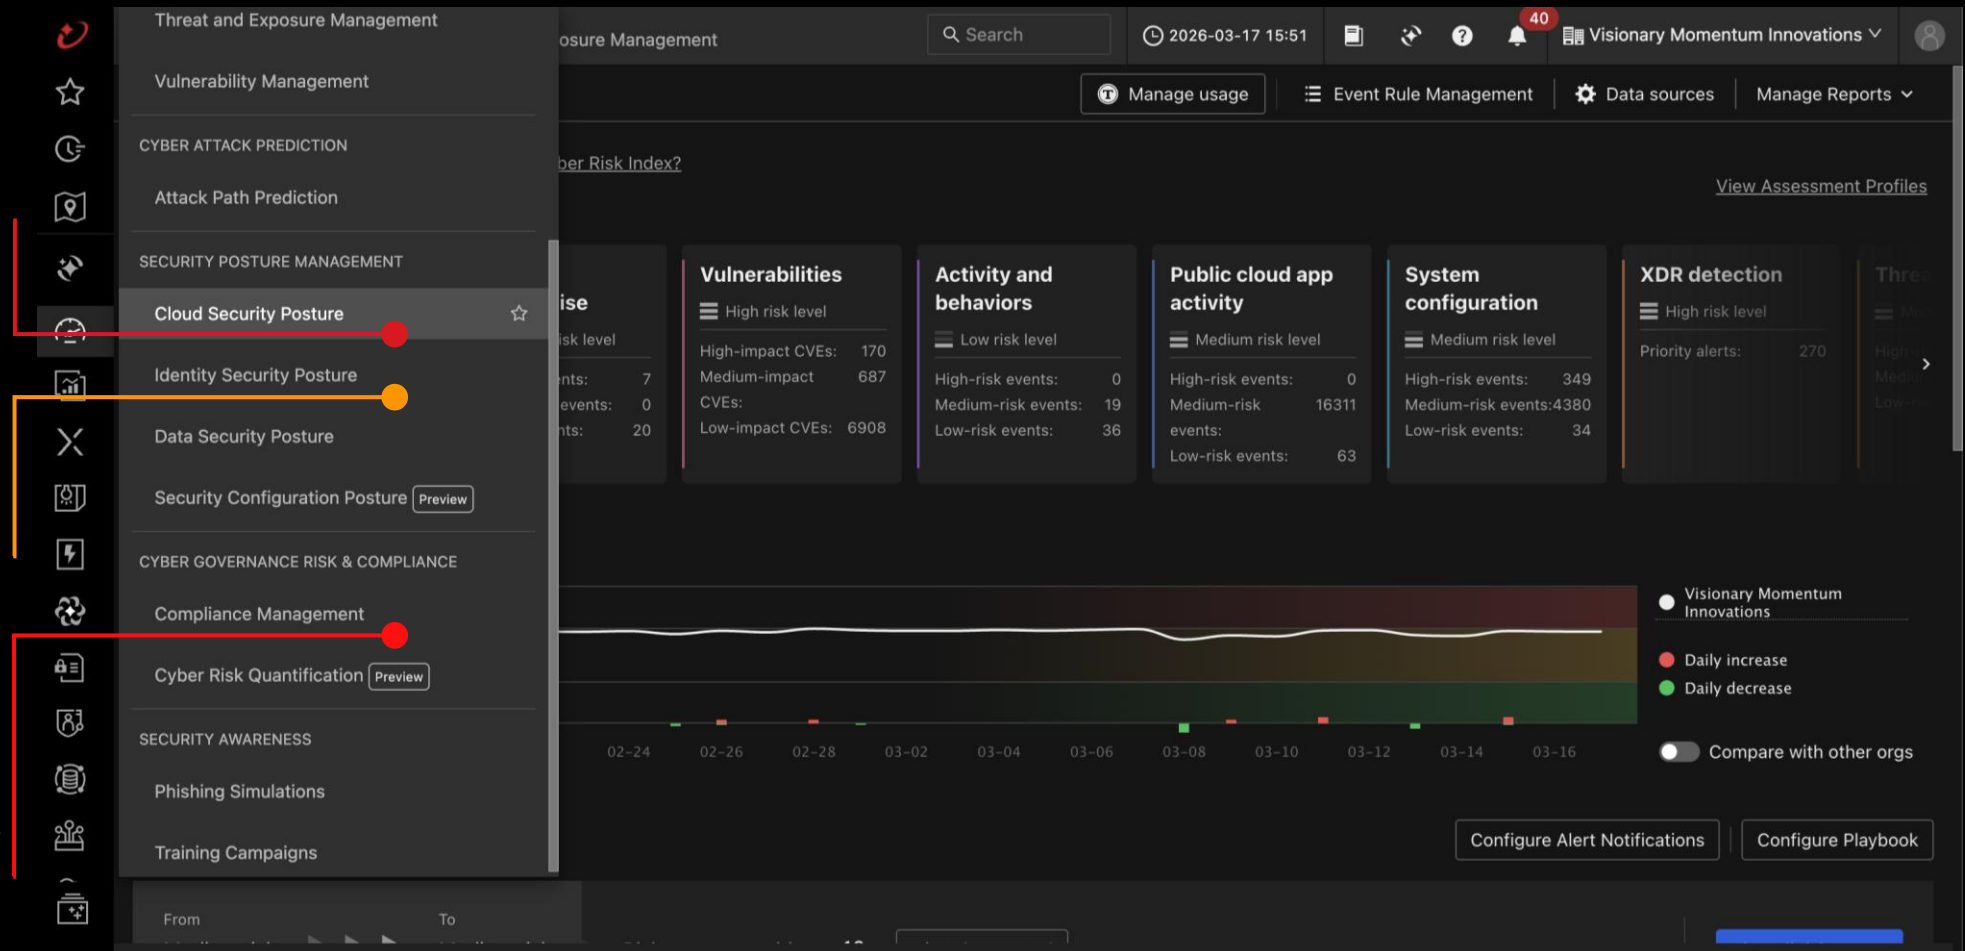 Threat and Exposure Management
Vulnerability Management
CYBER ATTACK PREDICTION
Attack Path Prediction
SECURITY POSTURE MANAGEMENT
Cloud Security Posture
Identity Security Posture
Data Security Posture
Security Configuration Posture Preview
CYBER GOVERNANCE RISK & COMPLIANCE
Compliance Management
Cyber Risk Quantification Preview
SECURITY AWARENESS
Phishing Simulations
Training Campaigns
osure Management
Search
2026-03-17 15:51
40
Visionary Momentum Innovations
Manage usage
Event Rule Management
Data sources
Manage Reports
ber Risk Index?
View Assessment Profiles
ise
isk level
nts: 7
events: 0
nts: 20
Vulnerabilities
High risk level
High-impact CVEs: 170
Medium-impact 687
CVEs:
Low-impact CVEs: 6908
Activity and
behaviors
Low risk level
High-risk events: 0
Medium-risk events: 19
Low-risk events: 36
Public cloud app
activity
Medium risk level
High-risk events: 0
Medium-risk 16311
events:
Low-risk events: 63
System
configuration
Medium risk level
High-risk events: 349
Medium-risk events:4380
Low-risk events: 34
XDR detection
High risk level
Priority alerts: 270
Visionary Momentum
Innovations
Daily increase
Daily decrease
02-24 02-26 02-28 03-02 03-04 03-06 03-08 03-10 03-12 03-14 03-16
Compare with other orgs
Configure Alert Notifications
Configure Playbook
From
To